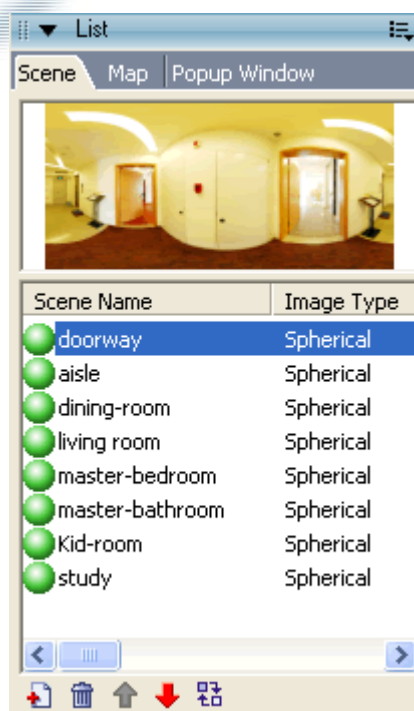 List
Scene Map Popup Window
Scene Name Image Type
doorway Spherical
aisle Spherical
dining-room Spherical
living room Spherical
master-bedroom Spherical
master-bathroom Spherical
Kid-room Spherical
study Spherical